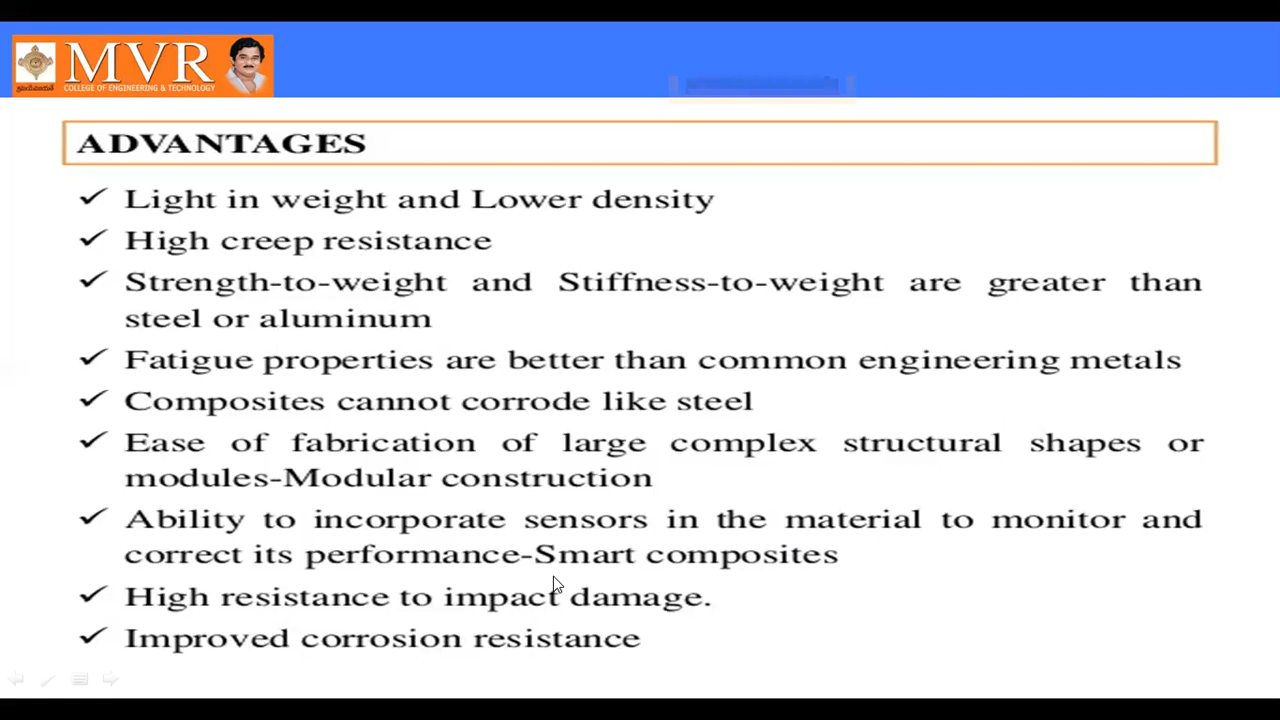 MVR
COLLEGE OF ENGINEERING & TECHNOLOGY
ADVANTAGES
✓ Light in weight and Lower density
✓ High creep resistance
✓ Strength-to-weight and Stiffness-to-weight are greater than
steel or aluminum
✓ Fatigue properties are better than common engineering metals
✓ Composites cannot corrode like steel
✓ Ease of fabrication of large complex structural shapes or
modules-Modular construction
✓ Ability to incorporate sensors in the material to monitor and
correct its performance-Smart composites
✓ High resistance to impact damage.
✓ Improved corrosion resistance